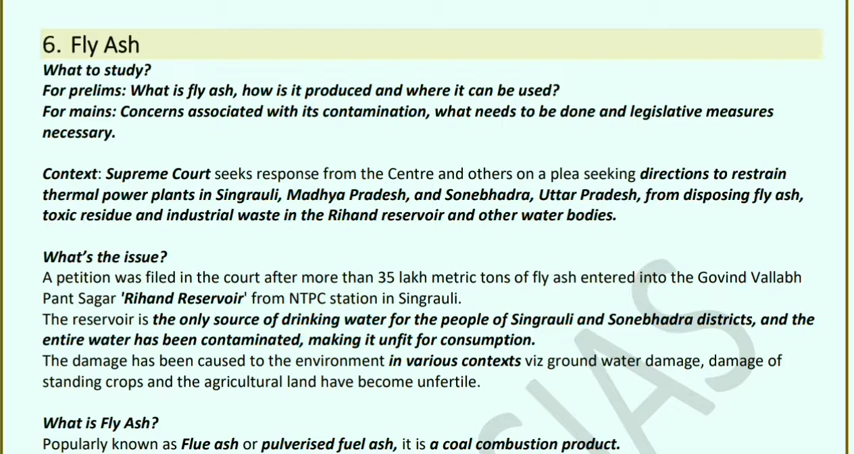 6. Fly Ash
What to study?
For prelims: What is fly ash, how is it produced and where it can be used?
For mains: Concerns associated with its contamination, what needs to be done and legislative measures
necessary.
Context: Supreme Court seeks response from the Centre and others on a plea seeking directions to restrain
thermal power plants in Singrauli, Madhya Pradesh, and Sonebhadra, Uttar Pradesh, from disposing fly ash,
toxic residue and industrial waste in the Rihand reservoir and other water bodies.
What’s the issue?
A petition was filed in the court after more than 35 lakh metric tons of fly ash entered into the Govind Vallabh
Pant Sagar 'Rihand Reservoir' from NTPC station in Singrauli.
The reservoir is the only source of drinking water for the people of Singrauli and Sonebhadra districts, and the
entire water has been contaminated, making it unfit for consumption.
The damage has been caused to the environment in various contexts viz ground water damage, damage of
standing crops and the agricultural land have become unfertile.
What is Fly Ash?
Popularly known as Flue ash or pulverised fuel ash, it is a coal combustion product.
SIAS